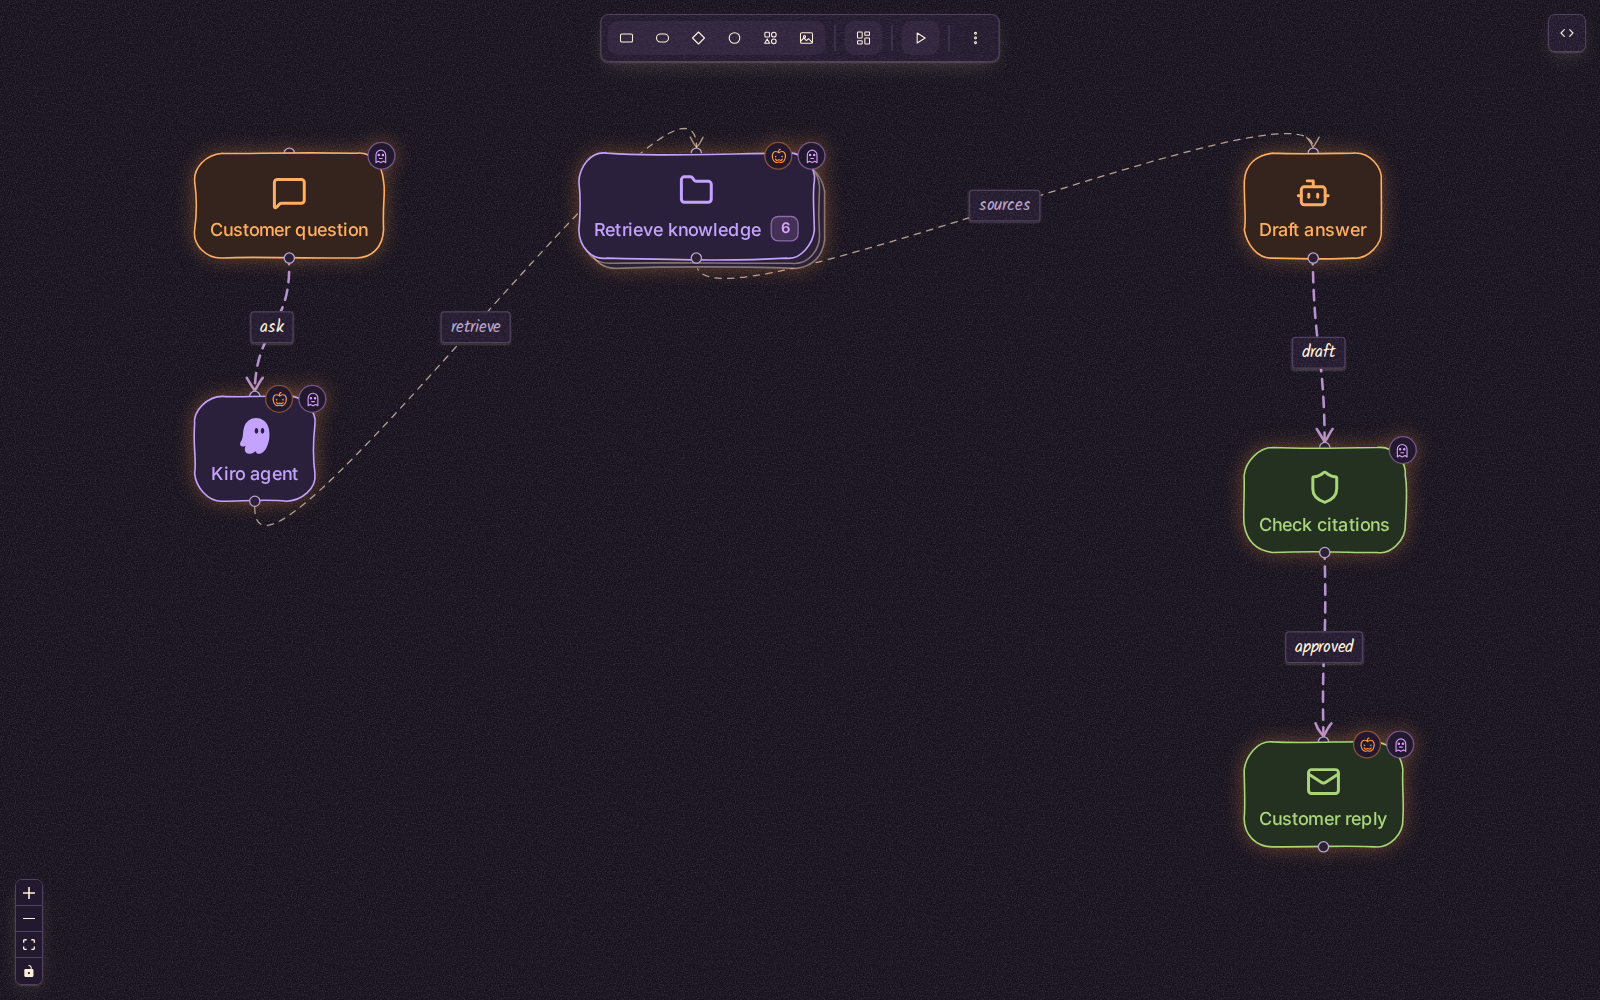 Customer question
Retrieve knowledge 6
sources
Draft answer
ask
retrieve
draft
Kiro agent
Check citations
approved
Customer reply